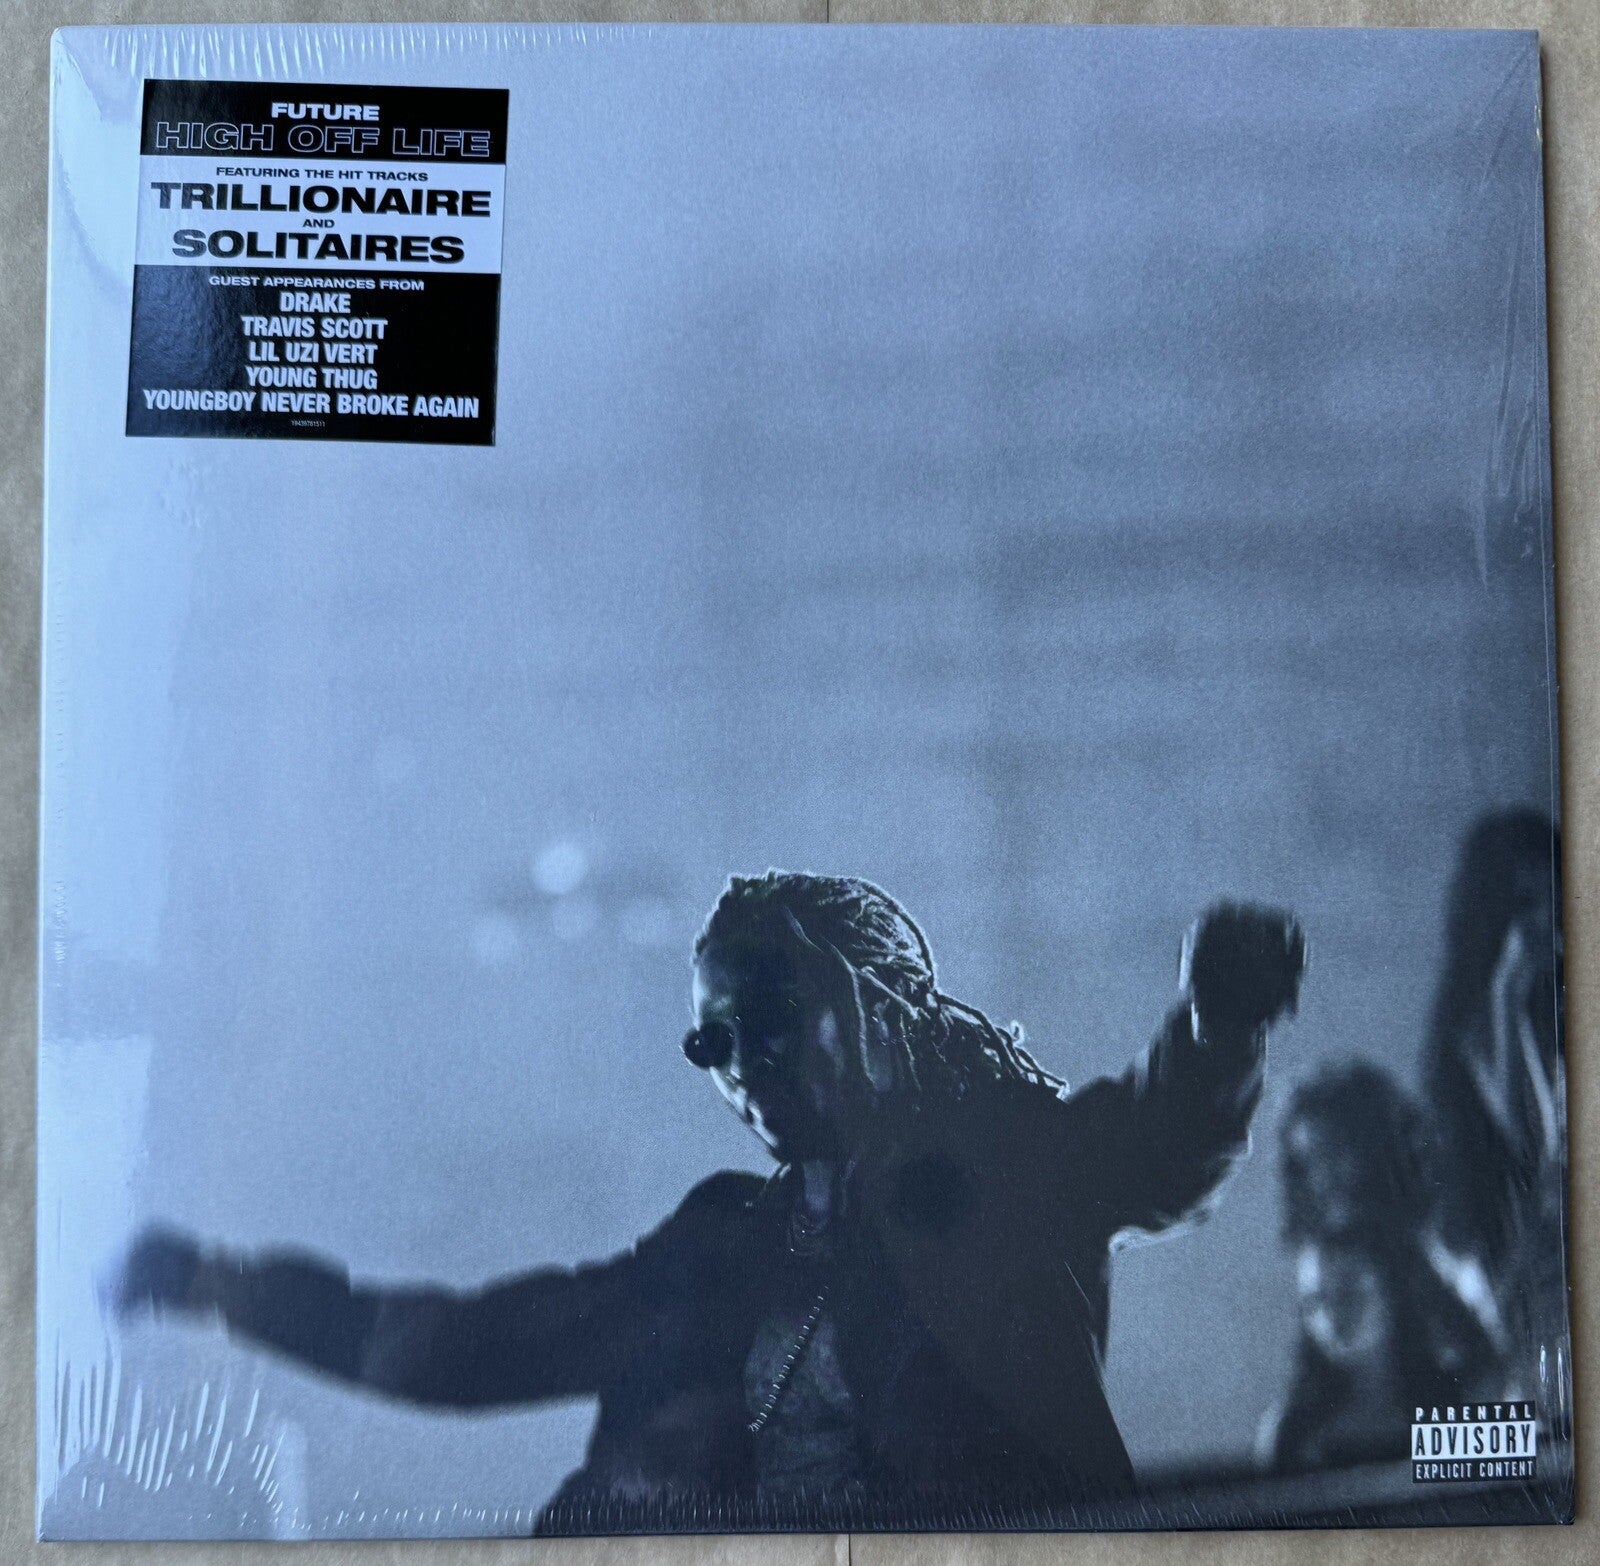 FUTURE
HIGH OFF LIFE
FEATURING THE HIT TRACKS
TRILLIONAIRE
AND
SOLITAIRES
GUEST APPEARANCES FROM
DRAKE
TRAVIS SCOTT
LIL UZI VERT
YOUNG THUG
YOUNGBOY NEVER BROKE AGAIN
19439781511
PARENTAL
ADVISORY
EXPLICIT CONTENT